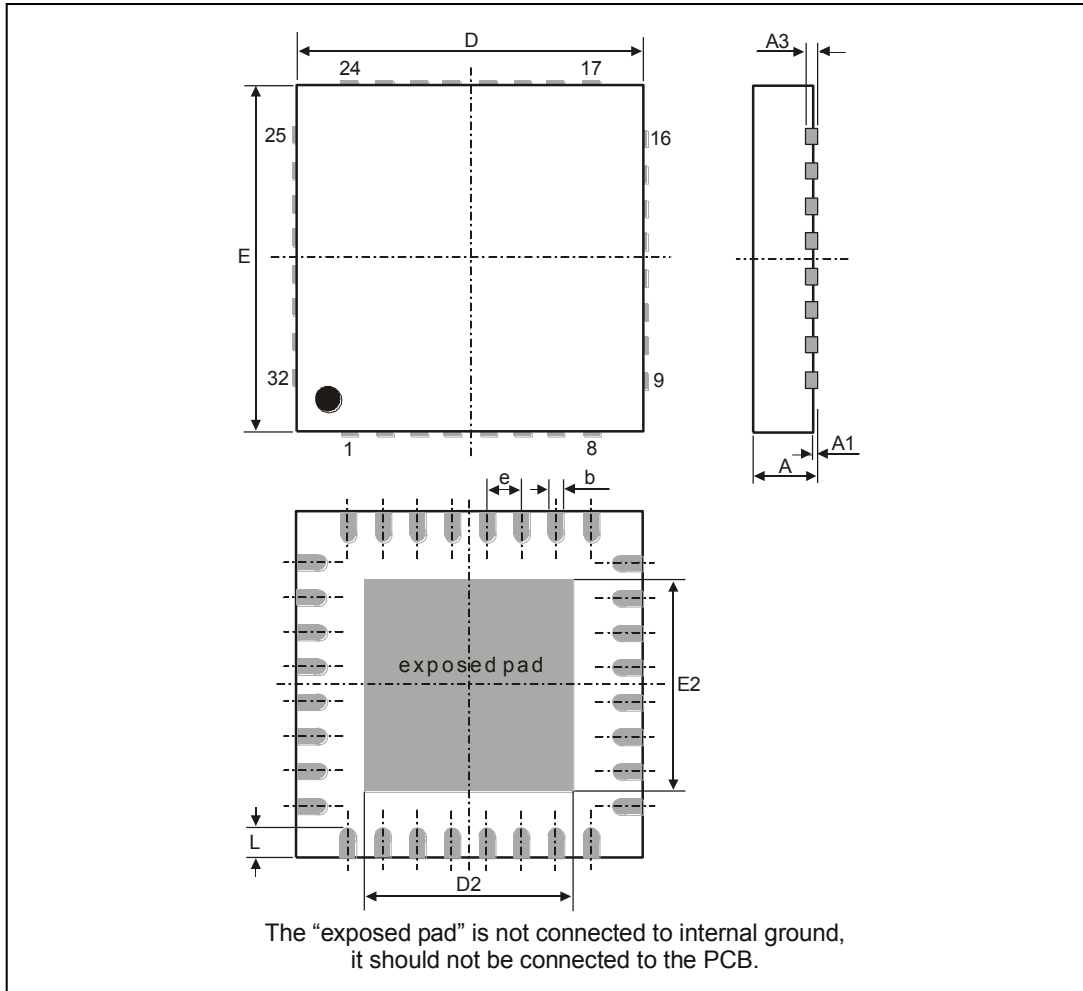 D
A3
24
17
25
16
E
32
9
1
8
A1
A
e
b
exposed pad
E2
L
D2
The “exposed pad” is not connected to internal ground,
it should not be connected to the PCB.